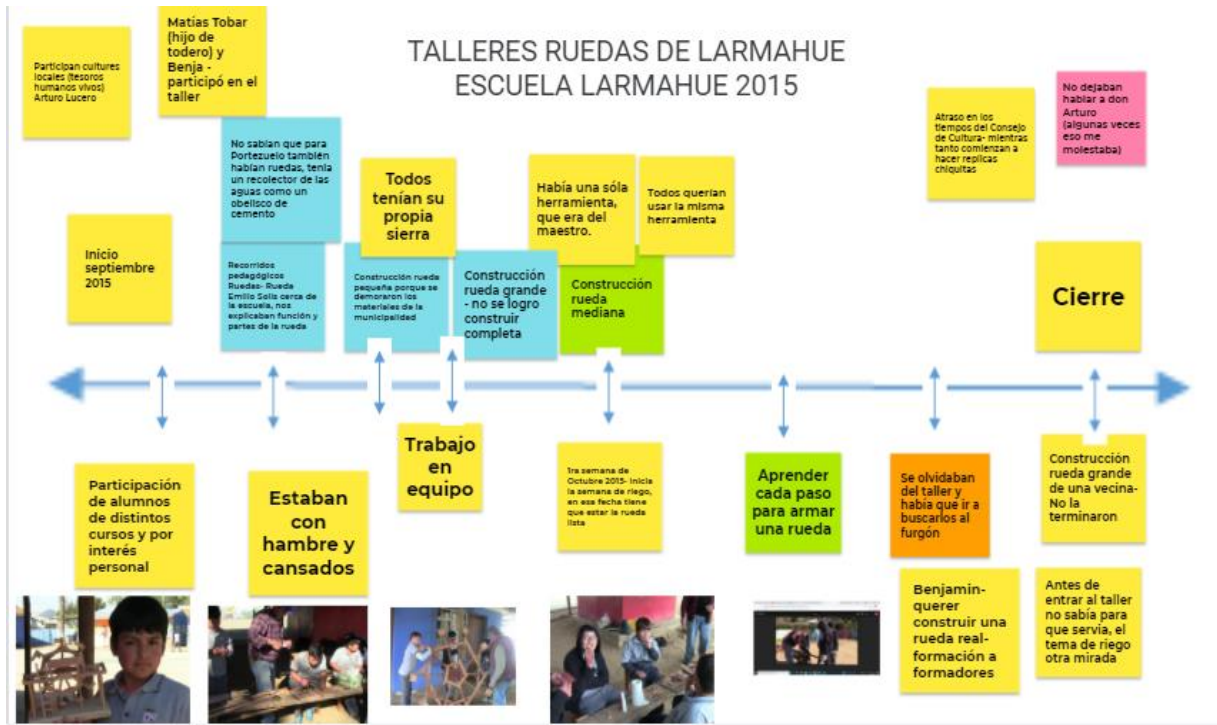 TALLERES RUEDAS DE LARMAHUE
ESCUELA LARMAHUE 2015
Participan cultures
locales (tesoros
humanos vivos)
Arturo Lucero
Matías Tobar
(hijo de
todero) y
Benja -
participó en el
taller
No sabían que para
Portezuelo también
habían ruedas, tenía
un recolector de las
aguas como un
obelisco de
cemento
Todos
tenían su
propia
sierra
Había una sóla
herramienta,
que era del
maestro.
Todos querían
usar la misma
herramienta
Atraso en los
tiempos del Consejo
de Cultura- mientras
tanto comienzan a
hacer replicas
chiquitas
No dejaban
hablar a don
Arturo
(algunas veces
eso me
molestaba)
Inicio
septiembre
2015
Recorridos
pedagógicos
Ruedas- Rueda
Emilio Solis cerca de
la escuela, nos
explicaban función y
partes de la rueda
Construcción rueda
pequeña porque se
demoraron los
materiales de la
municipalidad
Construcción
rueda grande
- no se logro
construir
completa
Construcción
rueda
mediana
Cierre
Participación
de alumnos
de distintos
cursos y por
interés
personal
Estaban
con
hambre y
cansados
Trabajo
en
equipo
1ra semana de
Octubre 2015- Inicia
la semana de riego,
en esa fecha tiene
que estar la rueda
lista
Aprender
cada paso
para armar
una rueda
Se olvidaban
del taller y
había que ir a
buscarlos al
furgón
Construcción
rueda grande
de una vecina-
No la
terminaron
Benjamin-
querer
construir una
rueda real-
formación a
formadores
Antes de
entrar al taller
no sabía para
que servia, el
tema de riego
otra mirada